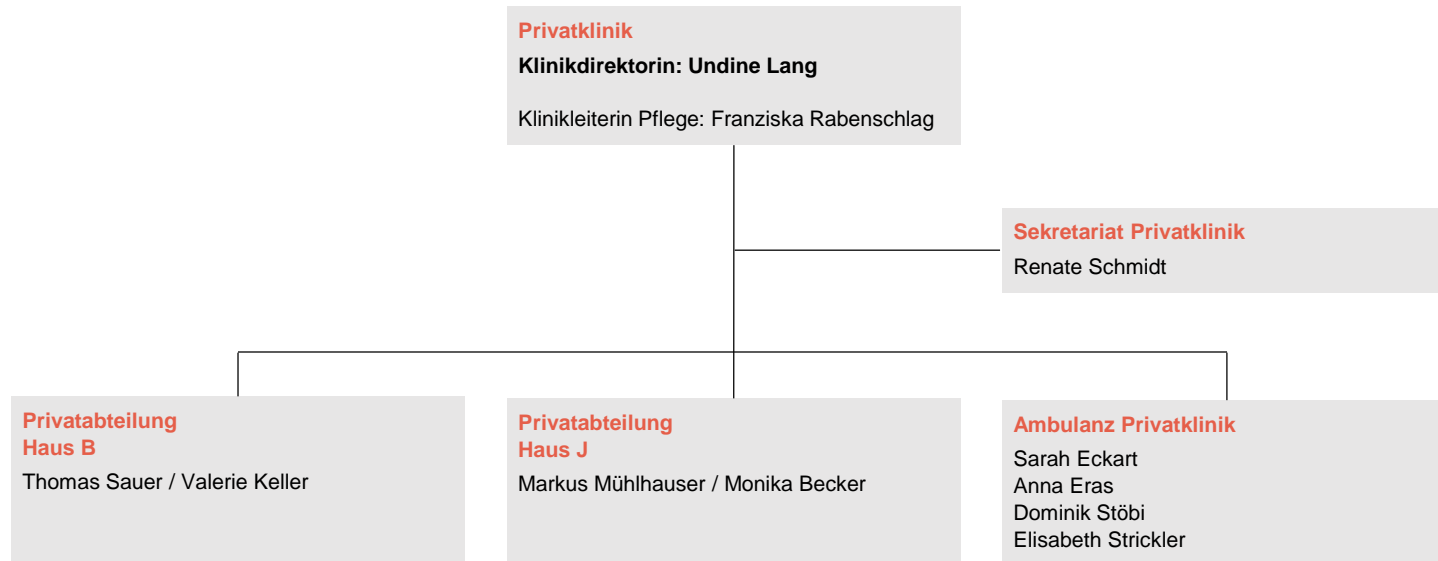 Privatklinik
Klinikdirektorin: Undine Lang
Klinikleiterin Pflege: Franziska Rabenschlag
Sekretariat Privatklinik
Renate Schmidt
Privatabteilung
Haus B
Thomas Sauer / Valerie Keller
Privatabteilung
Haus J
Markus Mühlhauser / Monika Becker
Ambulanz Privatklinik
Sarah Eckart
Anna Eras
Dominik Stöbi
Elisabeth Strickler